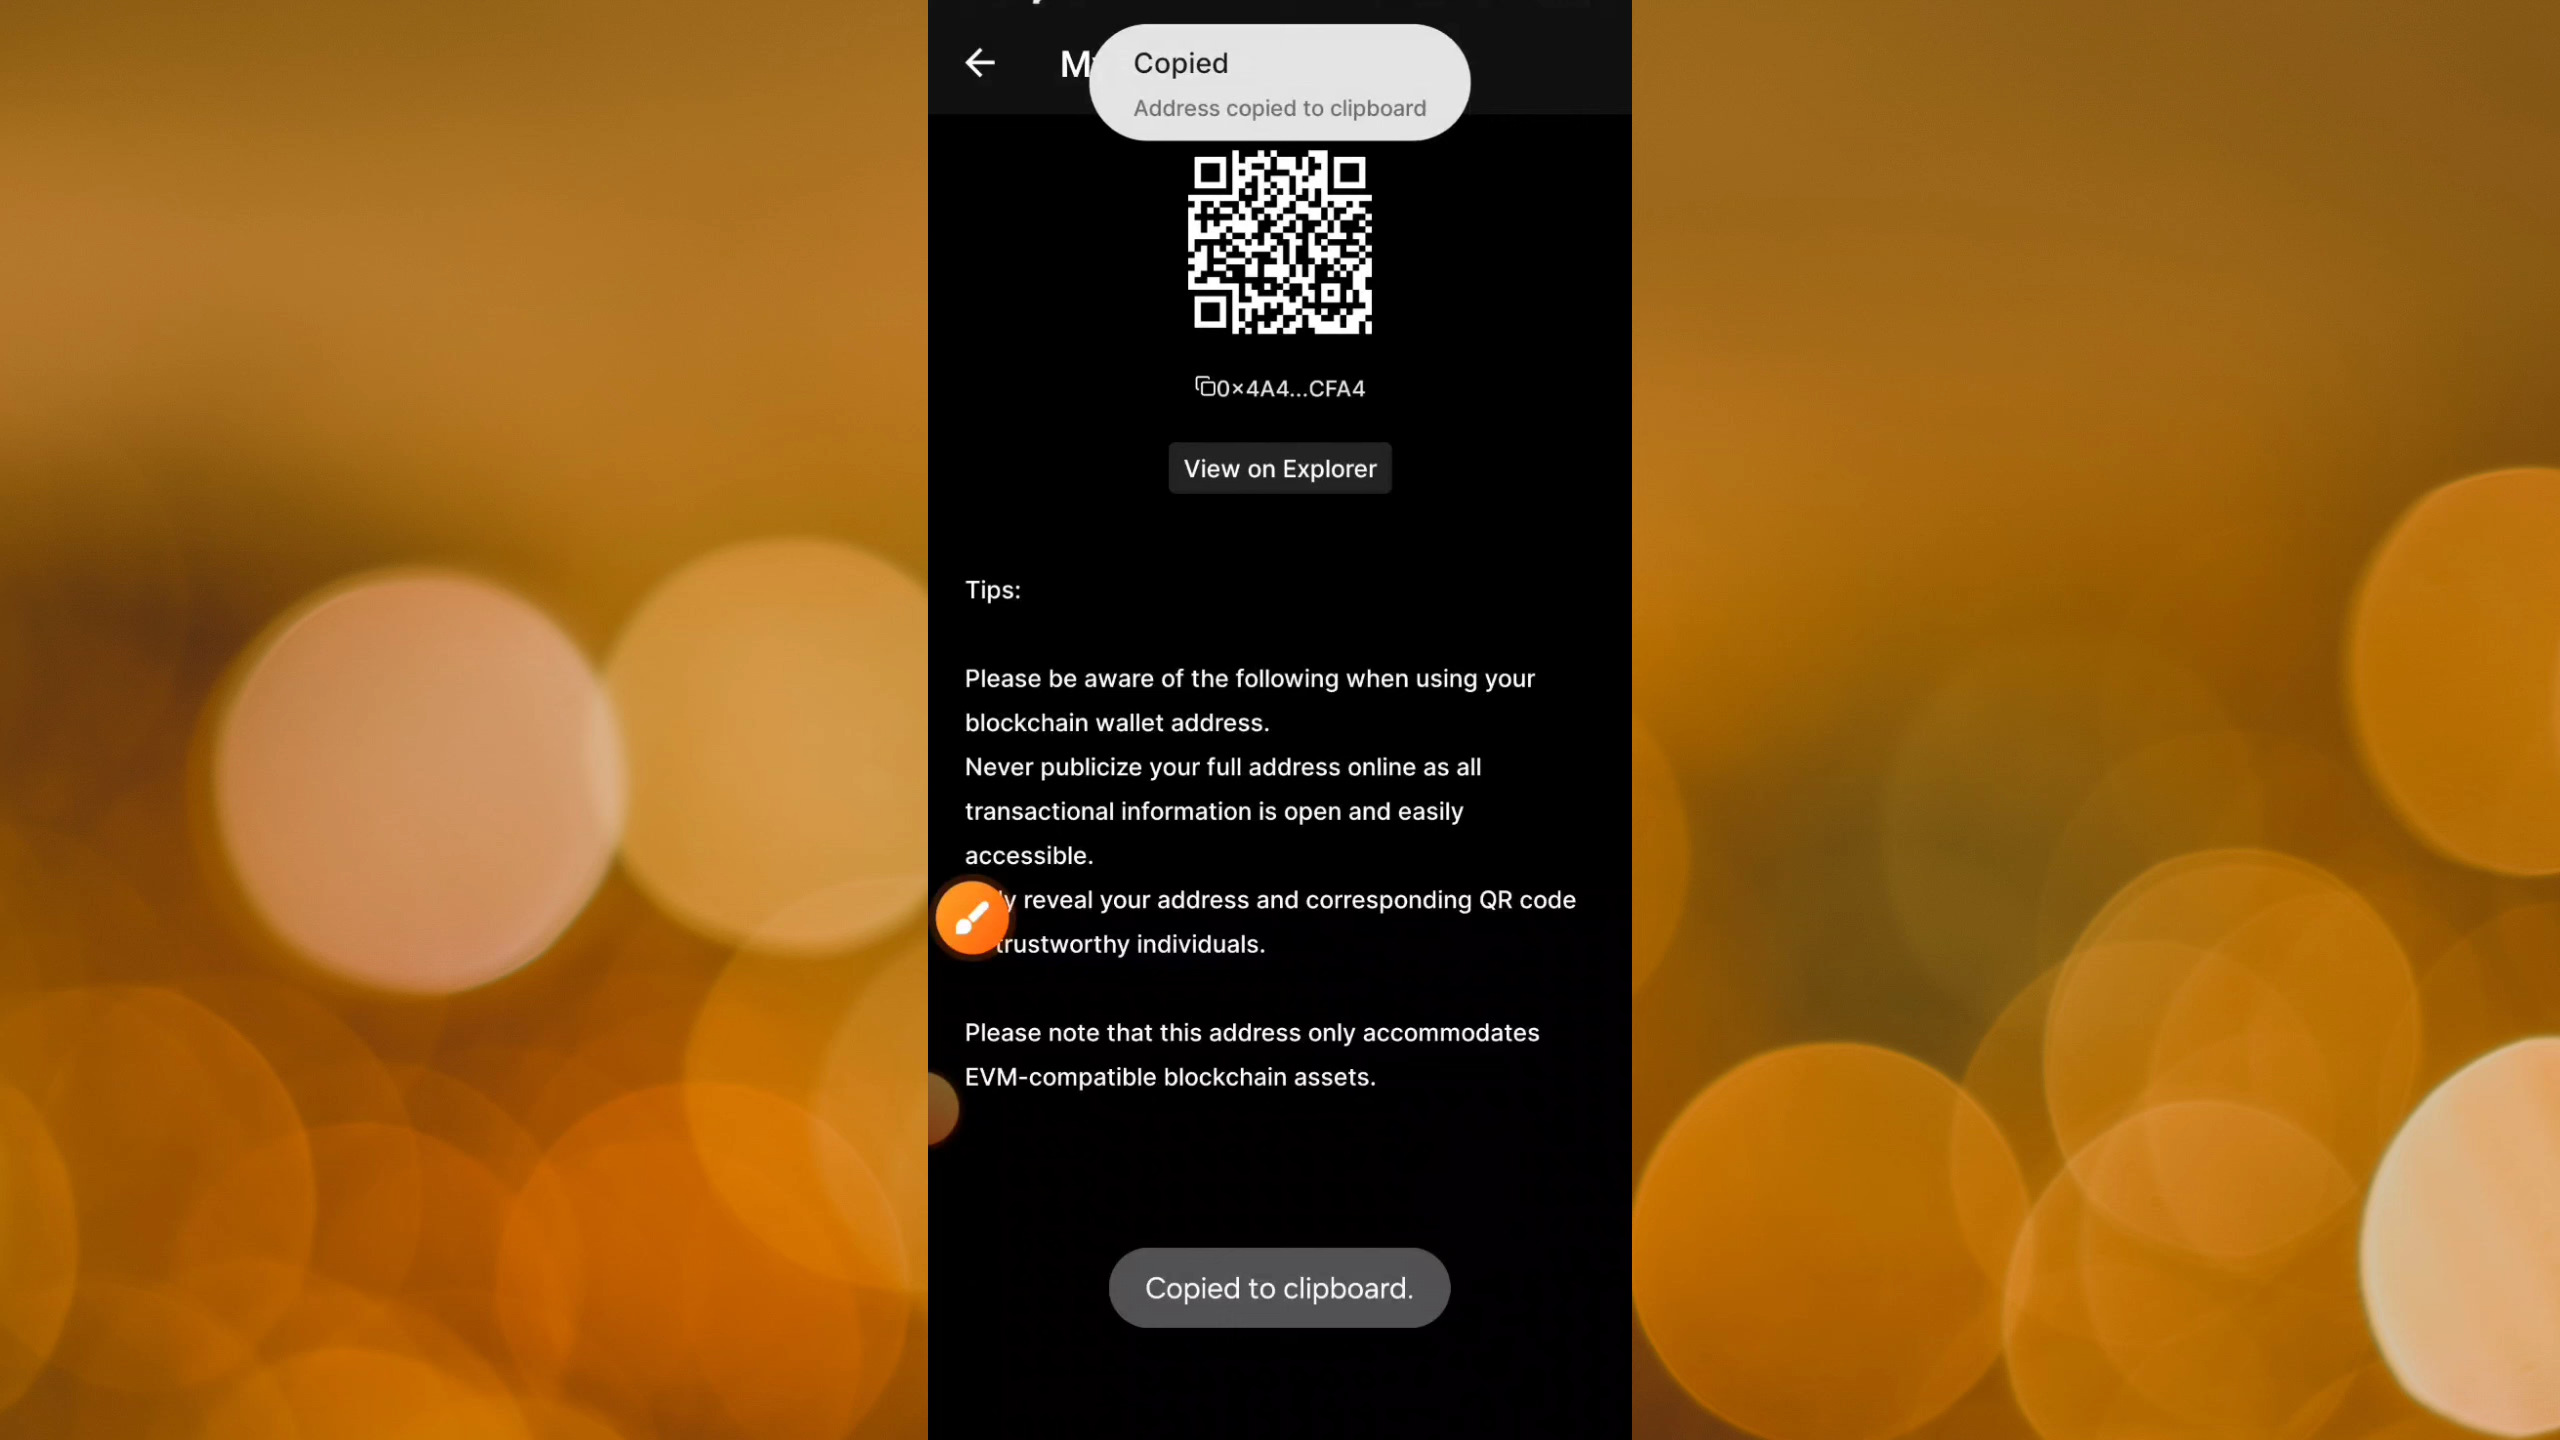 Copied
Address copied to clipboard
0×4A4...CFA4
View on Explorer
Tips:
Please be aware of the following when using your
blockchain wallet address.
Never publicize your full address online as all
transactional information is open and easily
accessible.
reveal your address and corresponding QR code
trustworthy individuals.
Please note that this address only accommodates
EVM-compatible blockchain assets.
Copied to clipboard.